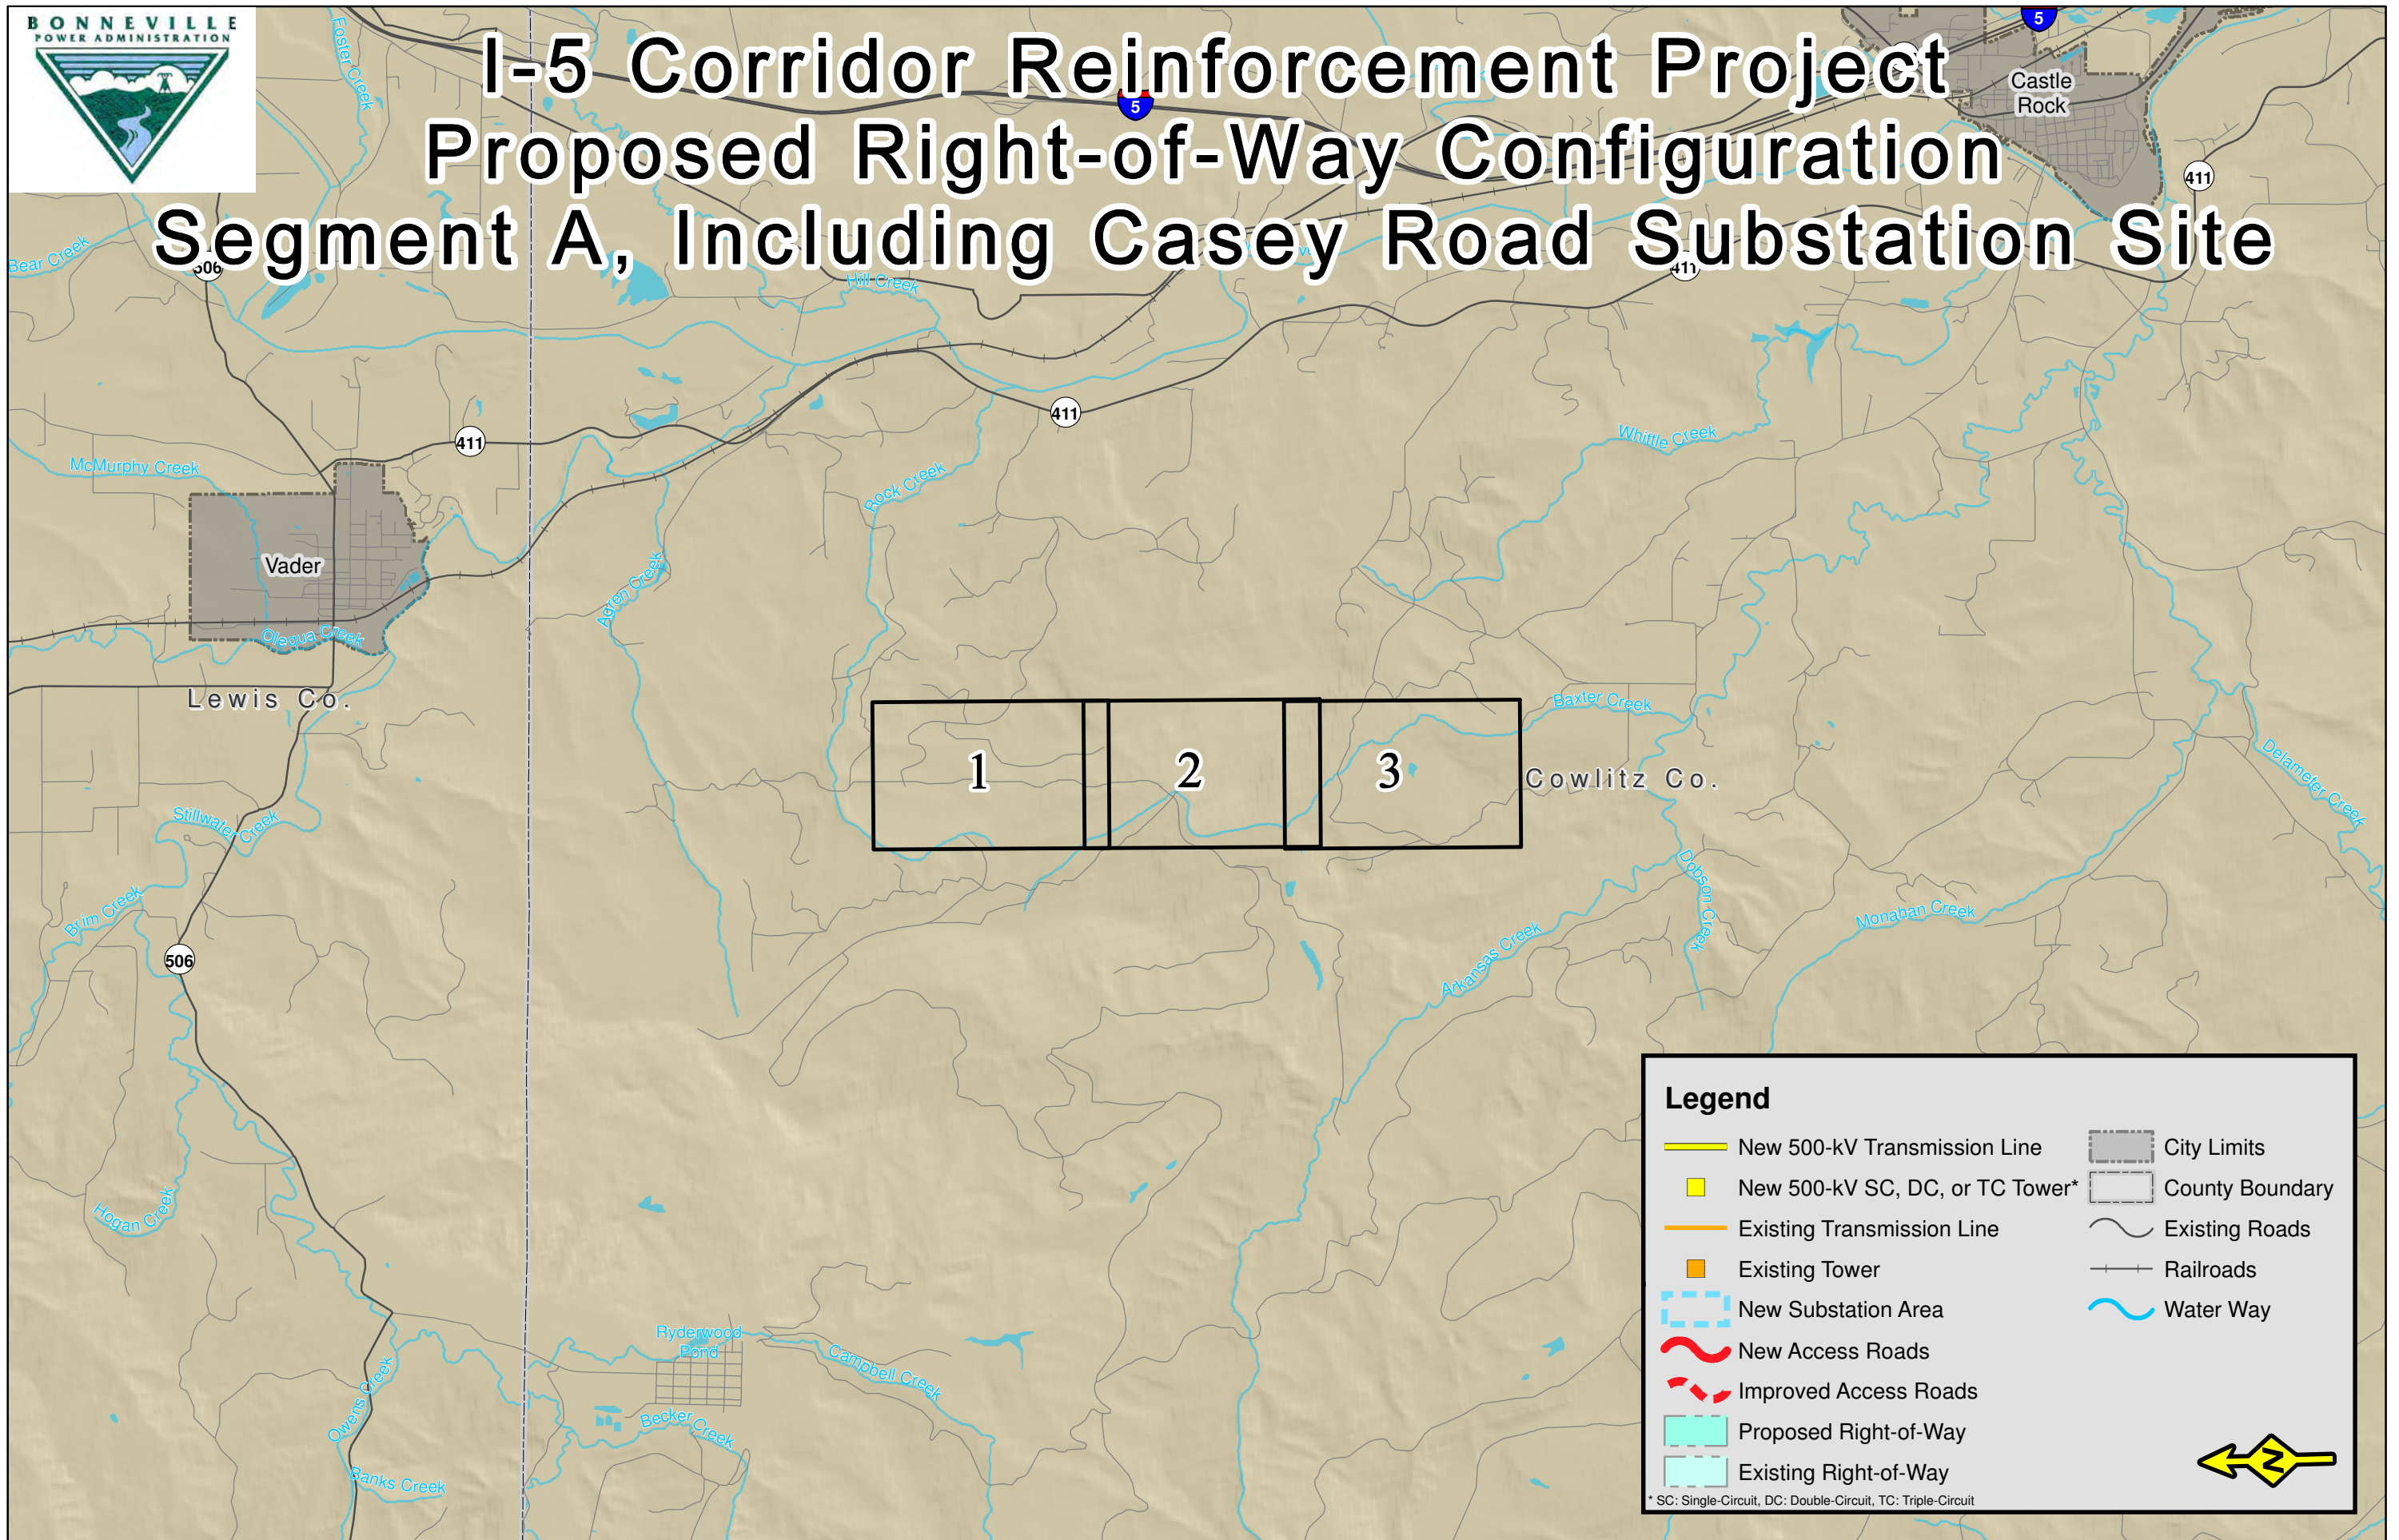 BONNEVILLE
POWER ADMINISTRATION
I-5 Corridor Reinforcement Project
Proposed Right-of-Way Configuration
Segment A, Including Casey Road Substation Site
5
5
Castle
Rock
411
411
506
Foster Creek
Bear Creek
Hill Creek
411
411
Whittle Creek
McMurphy Creek
Rock Creek
Vader
Agren Creek
Olequa Creek
Lewis Co.
Baxter Creek
1
2
3
Cowlitz Co.
Delameter Creek
Stillwater Creek
Brim Creek
506
Dobson Creek
Arkansas Creek
Monahan Creek
Hogan Creek
Ryderwood
Pond
Campbell Creek
Owens Creek
Becker Creek
Banks Creek
Legend
New 500-kV Transmission Line
New 500-kV SC, DC, or TC Tower*
Existing Transmission Line
Existing Tower
New Substation Area
New Access Roads
Improved Access Roads
Proposed Right-of-Way
Existing Right-of-Way
City Limits
County Boundary
Existing Roads
Railroads
Water Way
N
* SC: Single-Circuit, DC: Double-Circuit, TC: Triple-Circuit